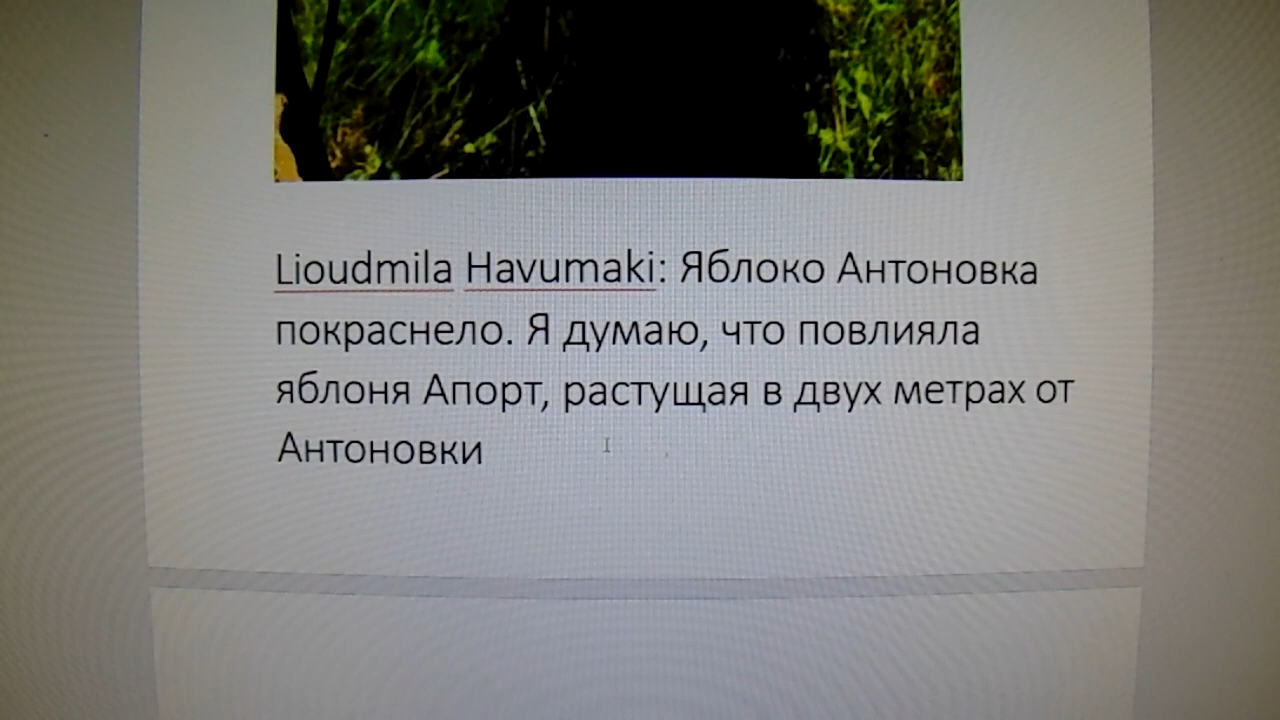 Lioudmila Havumaki: Яблоко Антоновка
покраснело. Я думаю, что повлияла
яблоня Апорт, растущая в двух метрах от
Антоновки